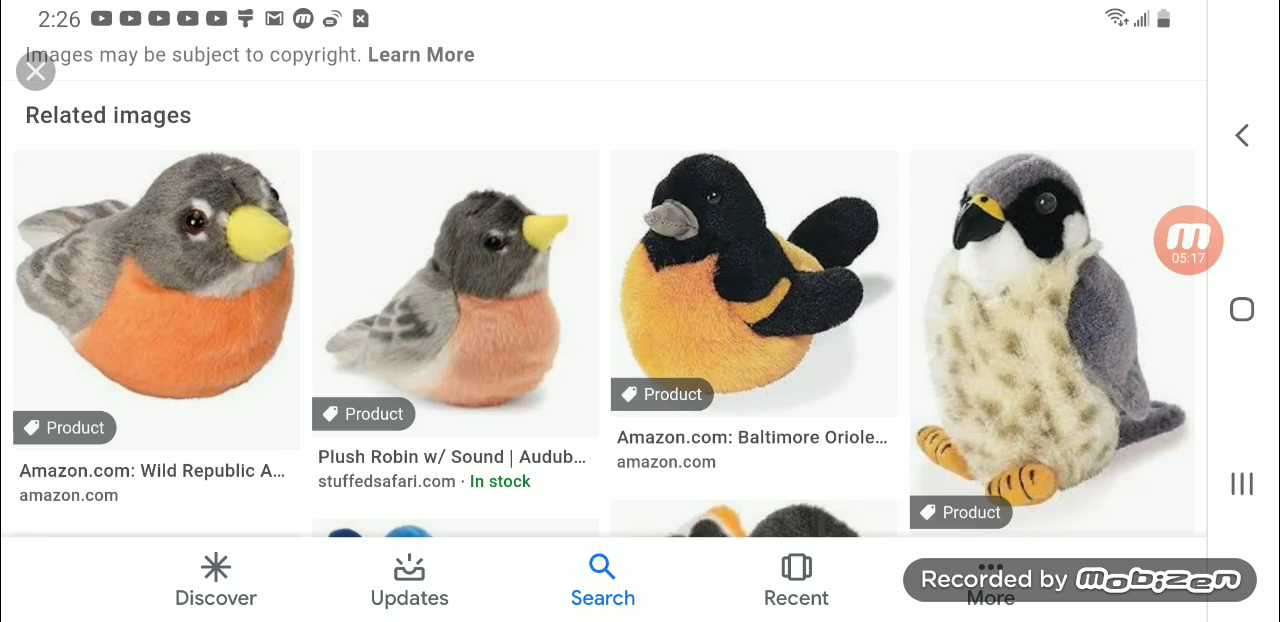 2:26
Images may be subject to copyright. Learn More
Related images
m
05:17
Product
Product
Product
Product
Amazon.com: Wild Republic A...
amazon.com
Plush Robin w/ Sound | Audub...
stuffedsafari.com · In stock
Amazon.com: Baltimore Oriole...
amazon.com
Discover
Updates
Search
Recent
More
Recorded by mobizen